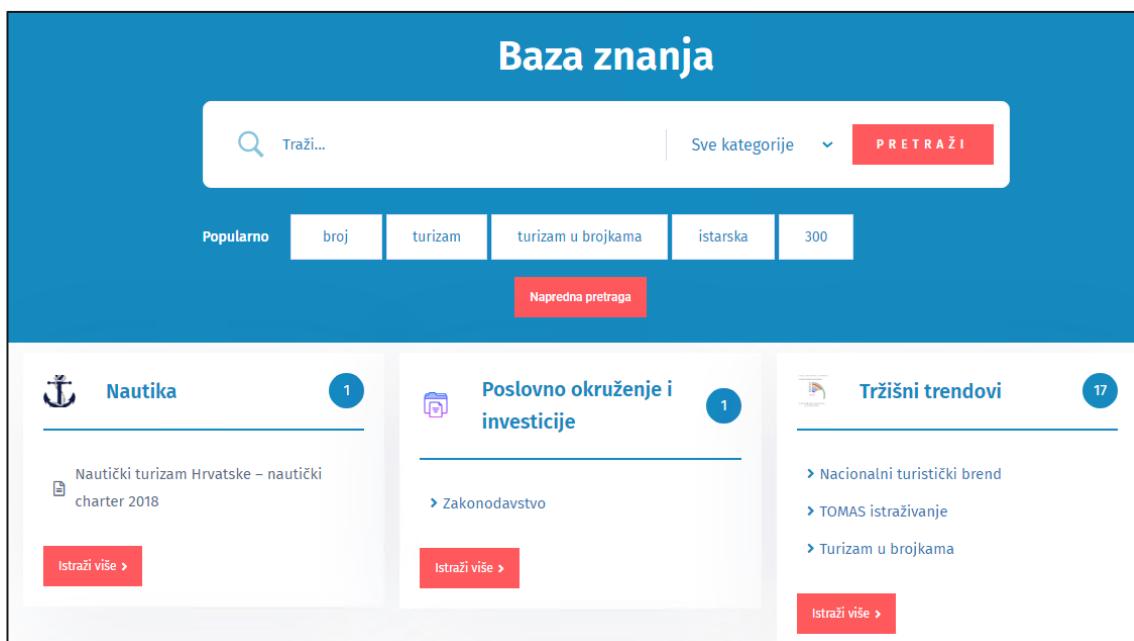 Baza znanja
Traži...
Sve kategorije
PRETRAŽI
Popularno
broj
turizam
turizam u brojkama
istarska
300
Napredna pretraga
Nautika
1
Nautički turizam Hrvatske – nautički
charter 2018
Istraži više
Poslovno okruženje i
investicije
1
Zakonodavstvo
Istraži više
Tržišni trendovi
17
Nacionalni turistički brend
TOMAS istraživanje
Turizam u brojkama
Istraži više